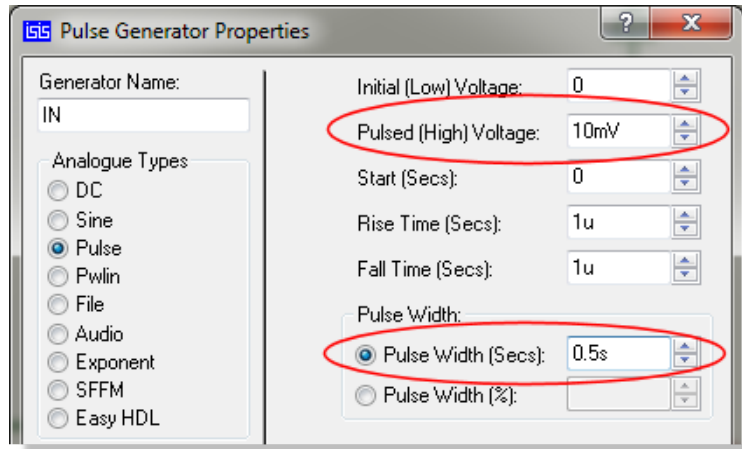 isis Pulse Generator Properties
? X
Generator Name:
IN
Analogue Types
DC
Sine
Pulse
Pwlin
File
Audio
Exponent
SFFM
Easy HDL
Initial (Low) Voltage: 0
Pulsed (High) Voltage: 10mV
Start (Secs): 0
Rise Time (Secs): 1u
Fall Time (Secs): 1u
Pulse Width:
Pulse Width (Secs): 0.5s
Pulse Width (%):